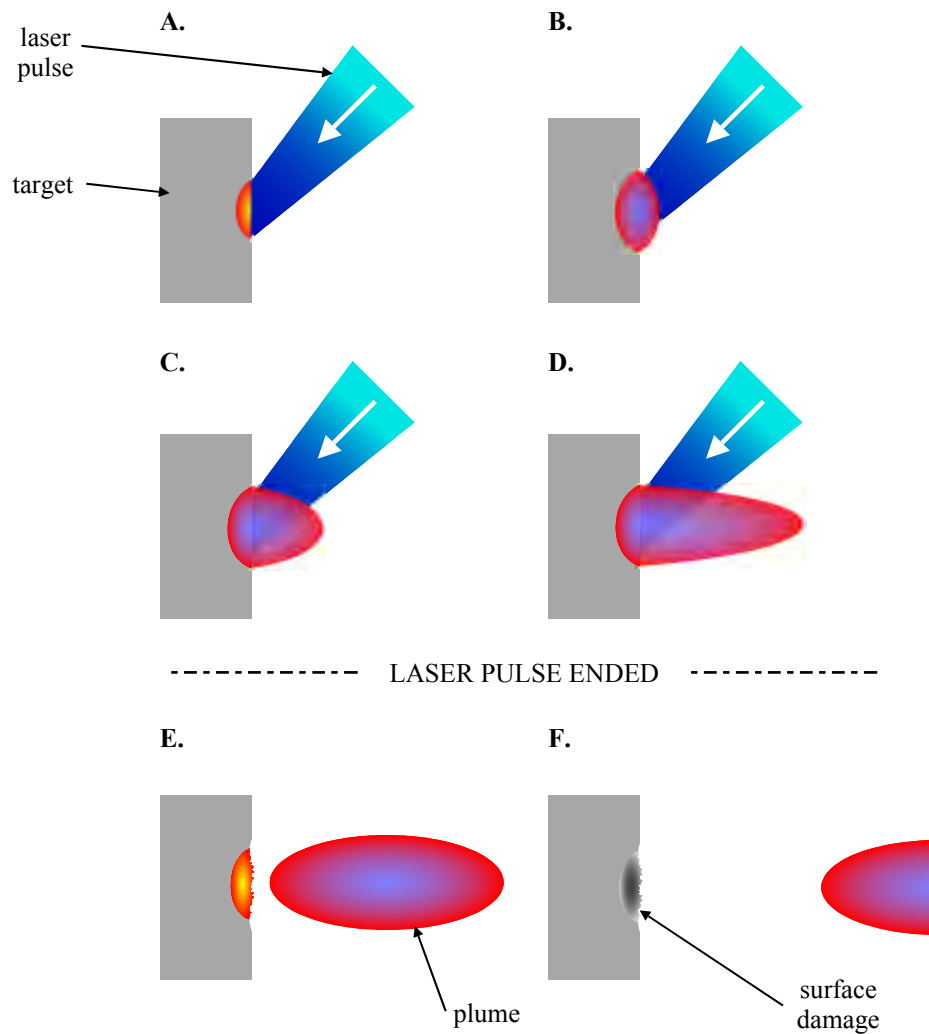 A.
B.
laser
pulse
target
C.
D.
LASER PULSE ENDED
E.
F.
plume
surface
damage